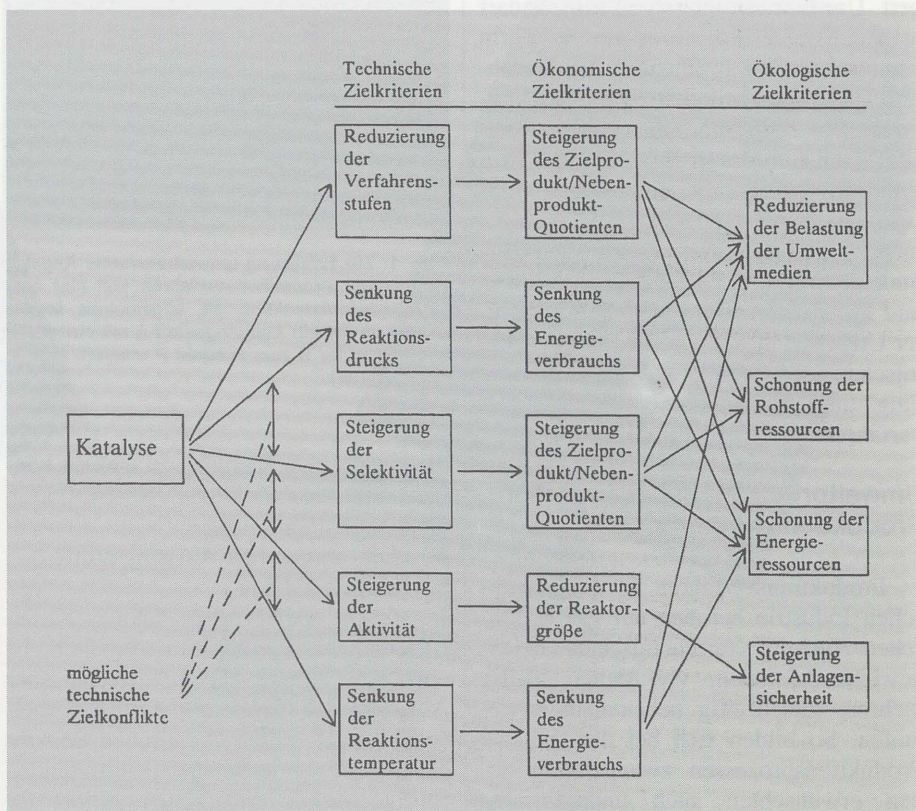 Technische
Zielkriterien
Ökonomische
Zielkriterien
Ökologische
Zielkriterien
Reduzierung
der
Verfahrens-
stufen
Steigerung
des Zielpro-
dukt/Neben-
produkt-
Quotienten
Reduzierung
der Belastung
der Umwelt-
medien
Senkung
des
Reaktions-
drucks
Senkung
des
Energie-
verbrauchs
Schonung der
Rohstoff-
ressourcen
Katalyse
Steigerung
der
Selektivität
Steigerung
des Zielpro-
dukt/Neben-
produkt-
Quotienten
Schonung der
Energie-
ressourcen
Steigerung
der
Aktivität
Reduzierung
der Reaktor-
größe
Steigerung
der Anlagen-
sicherheit
mögliche
technische
Zielkonflikte
Senkung
der
Reaktions-
temperatur
Senkung
des
Energie-
verbrauchs